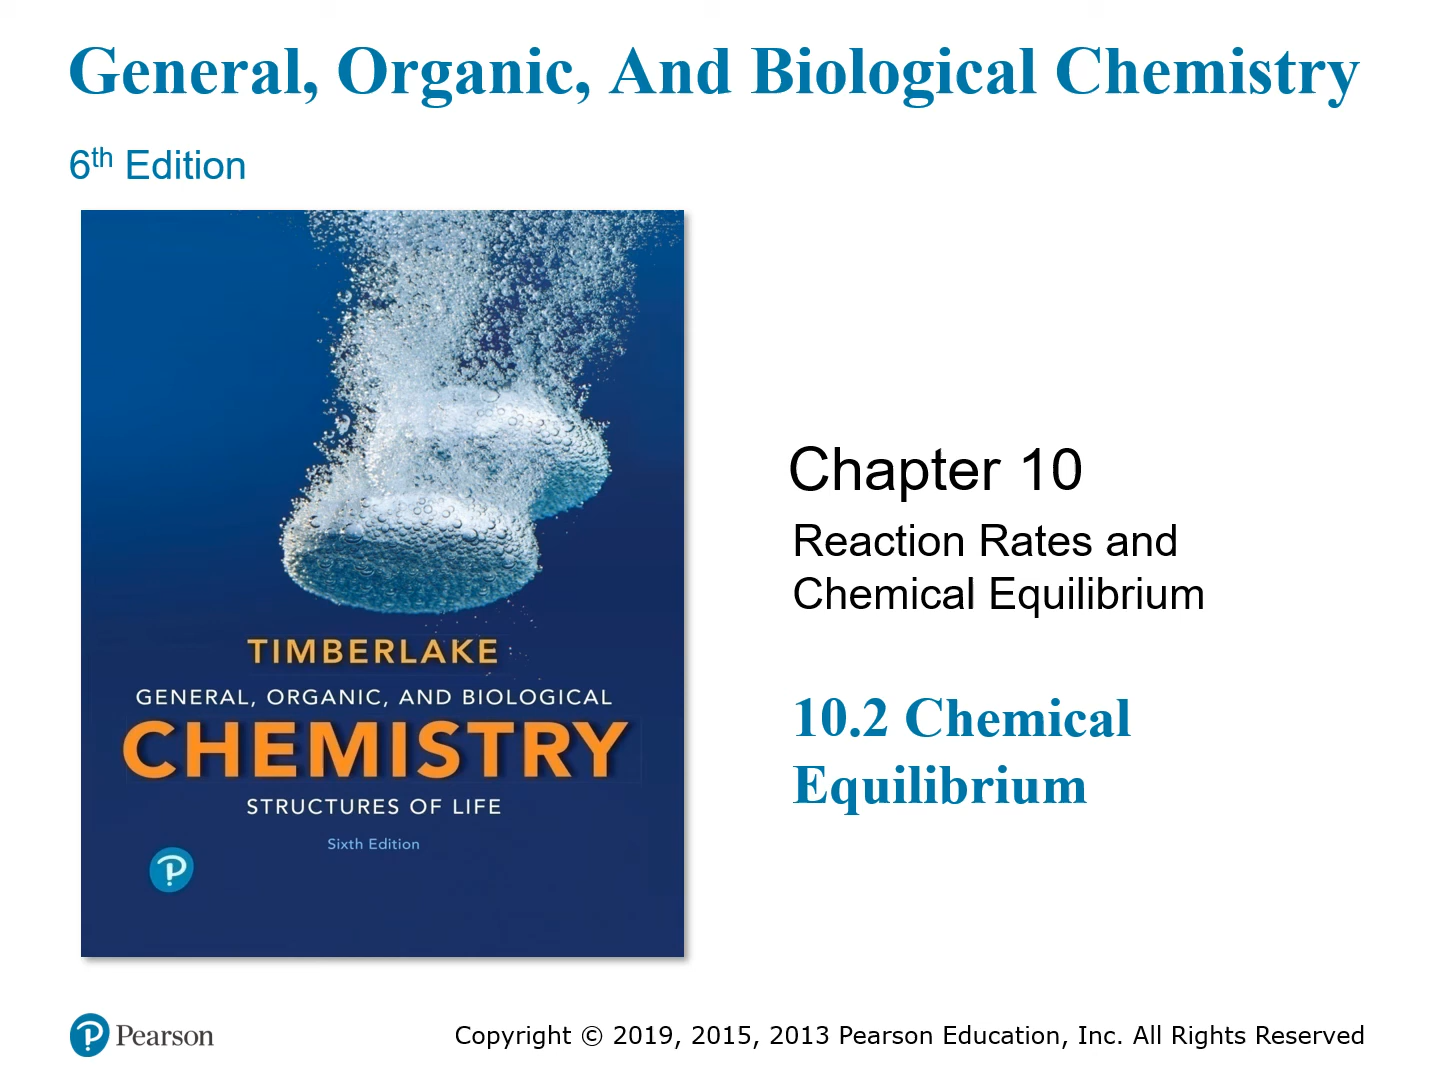 General, Organic, And Biological Chemistry
6th Edition
TIMBERLAKE
GENERAL, ORGANIC, AND BIOLOGICAL
CHEMISTRY
STRUCTURES OF LIFE
Sixth Edition
P
Chapter 10
Reaction Rates and
Chemical Equilibrium
10.2 Chemical
Equilibrium
P Pearson
Copyright © 2019, 2015, 2013 Pearson Education, Inc. All Rights Reserved